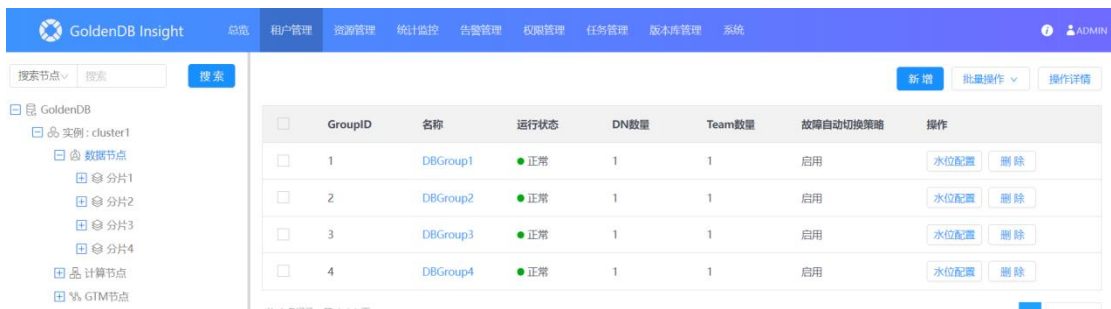 GoldenDB Insight 总览 租户管理 资源管理 统计监控 告警管理 权限管理 任务管理 版本库管理 系统 ADMIN
搜索节点 搜索 搜 索
新 增 批量操作 操作详情
GoldenDB
实例 : cluster1
数据节点
分片1
分片2
分片3
分片4
计算节点
GTM节点
GroupID 名称 运行状态 DN数量 Team数量 故障自动切换策略 操作
1 DBGroup1 正常 1 1 启用 水位配置 删 除
2 DBGroup2 正常 1 1 启用 水位配置 删 除
3 DBGroup3 正常 1 1 启用 水位配置 删 除
4 DBGroup4 正常 1 1 启用 水位配置 删 除